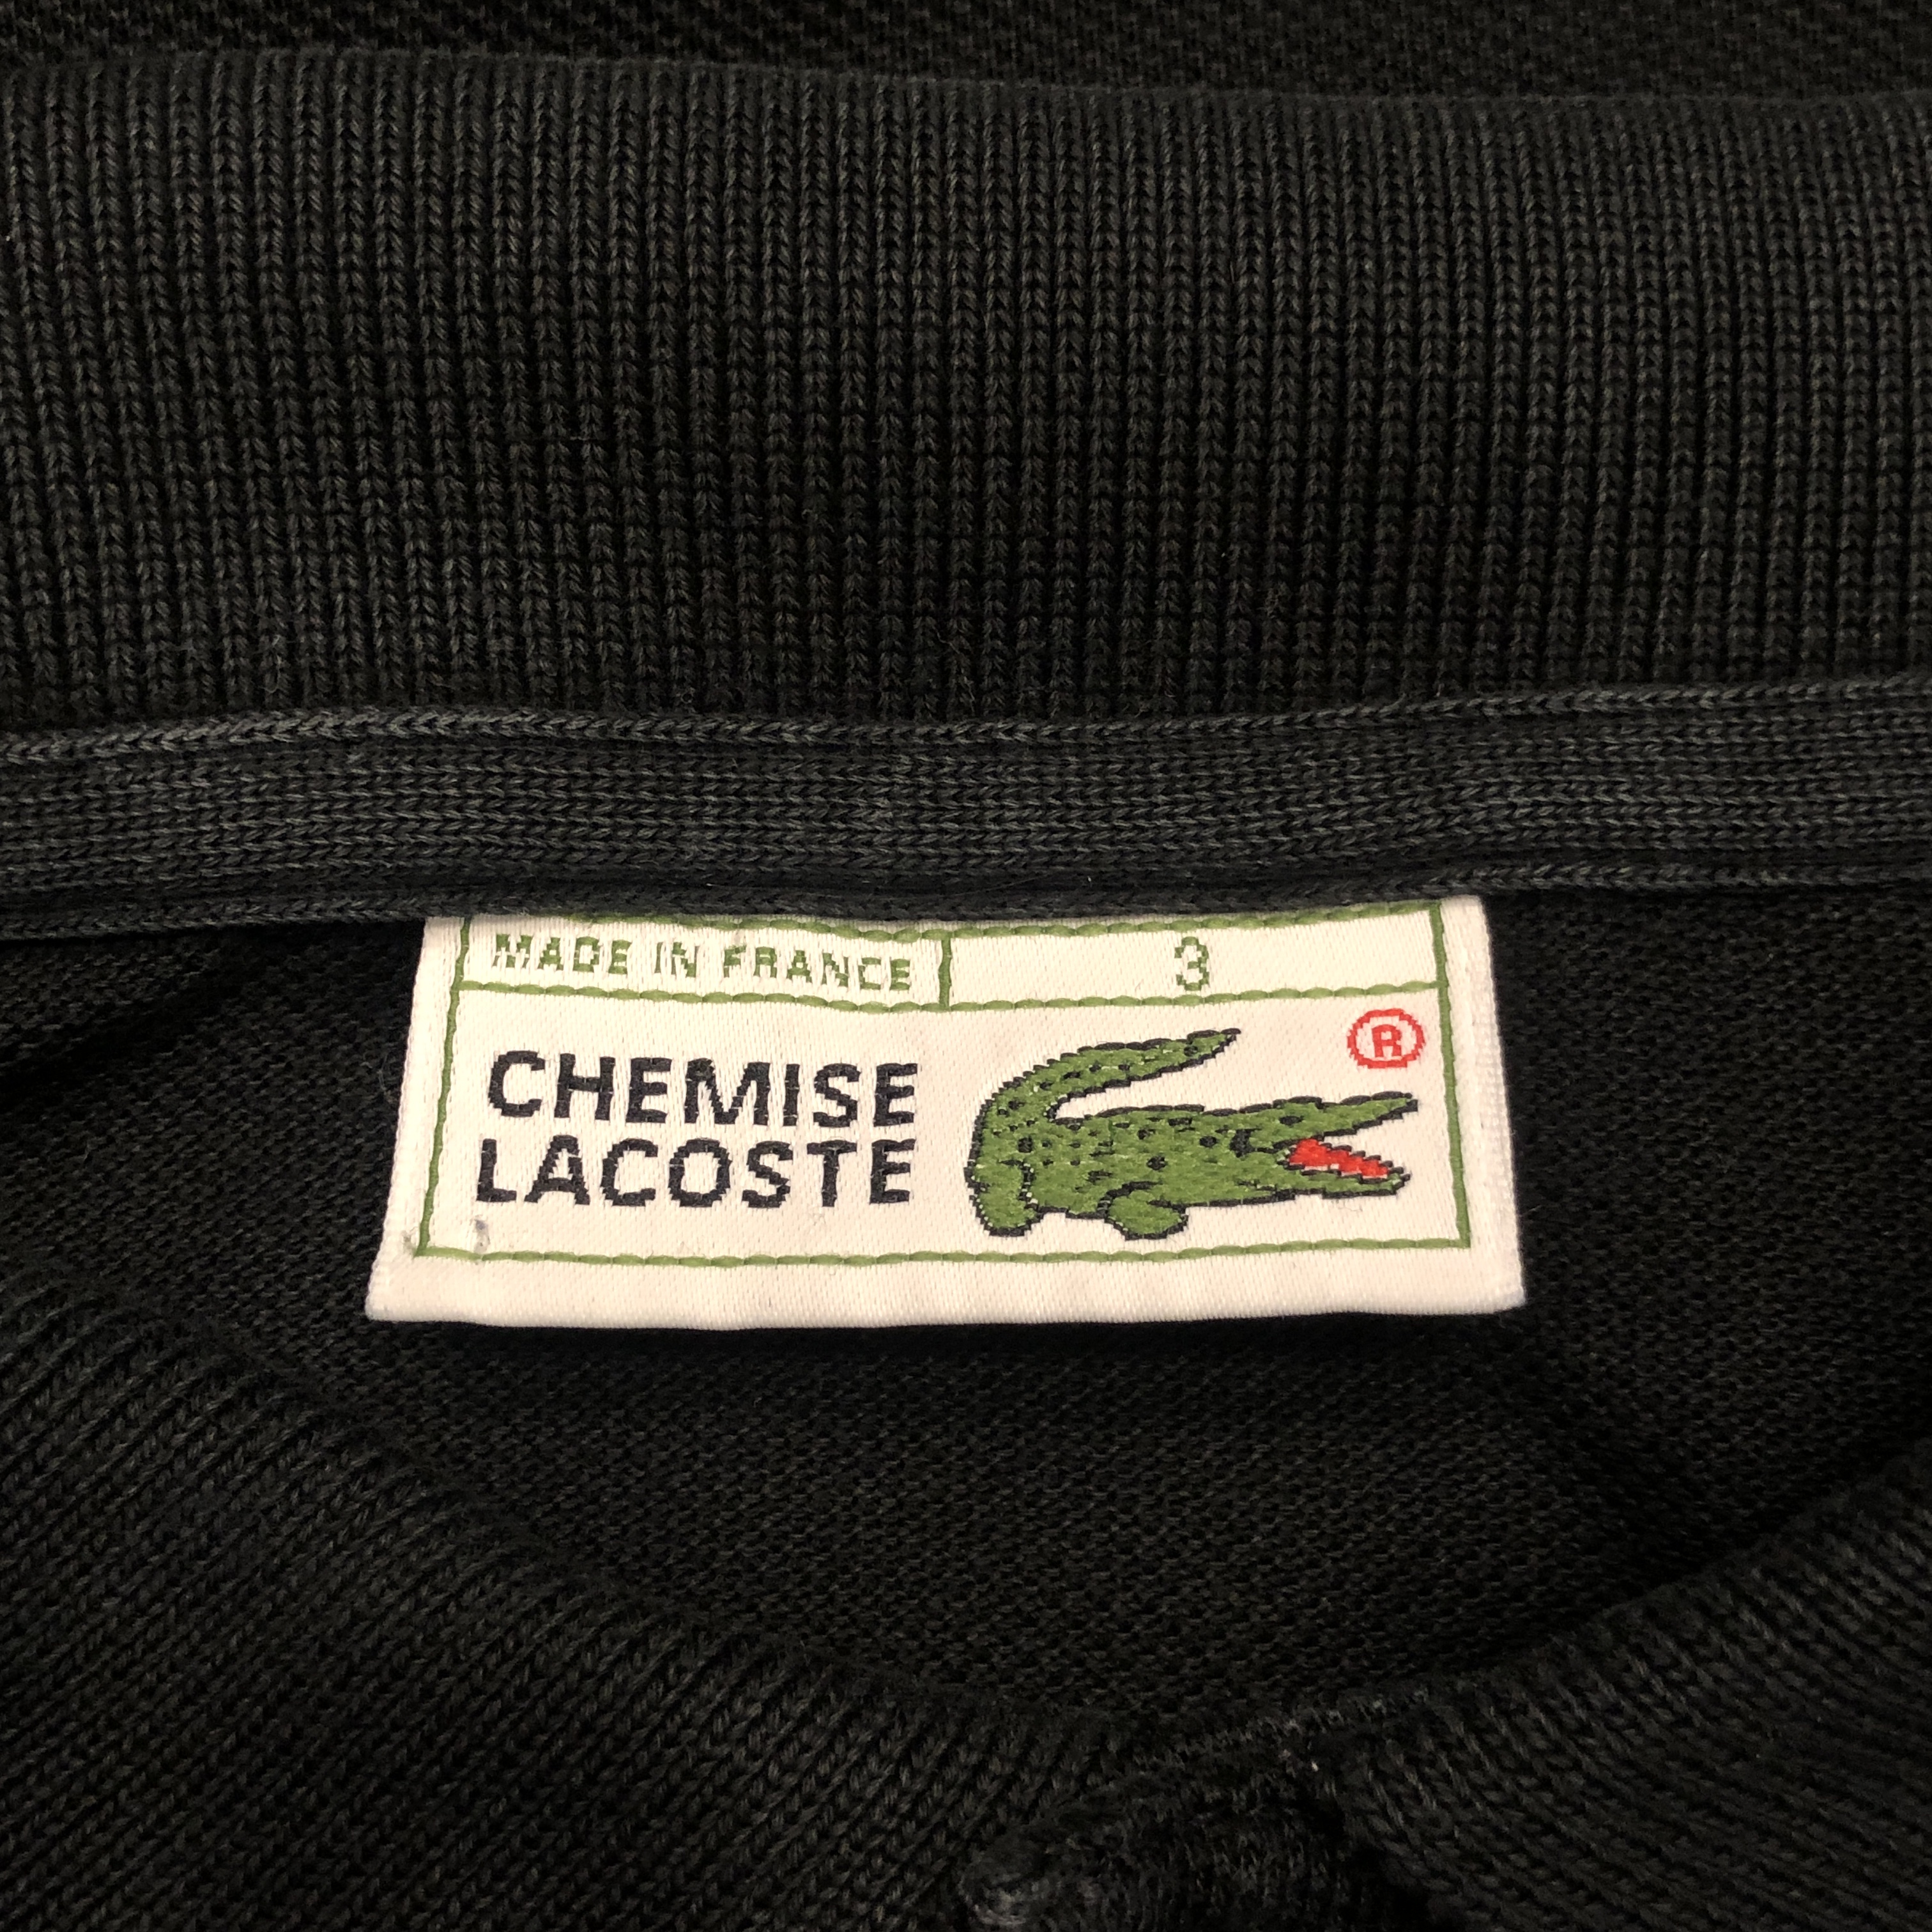 MADE IN FRANCE 3
CHEMISE ®
LACOSTE